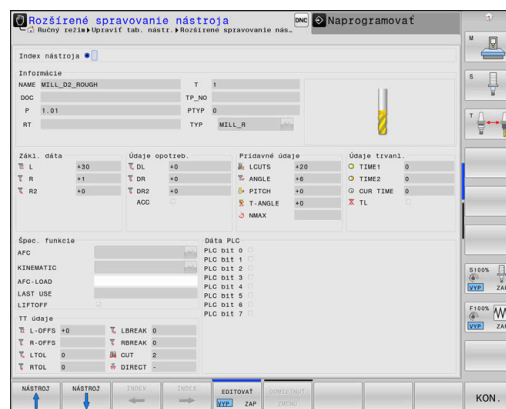 Rozšírené spravovanie nástroja
DNC
Naprogramovať
Ručný režim▸Upraviť tab. nástr.▸Rozšírené spravovanie nás…
Index nástroja
Informácie
NAME MILL_D2_ROUGH T 1
DOC TP_NO
P 1.01 PTYP 0
RT TYP MILL_R
Zákl. dáta Údaje opotreb. Prídavné údaje Údaje trvanl.
L +30 DL +0 LCUTS +20 TIME1 0
R +1 DR +0 ANGLE +6 TIME2 0
R2 +0 DR2 +0 PITCH +0 CUR TIME 0
ACC T-ANGLE +0 TL
NMAX
Špec. funkcie Dáta PLC
AFC
KINEMATIC
AFC-LOAD
LAST USE
LIFTOFF
PLC bit 0
PLC bit 1
PLC bit 2
PLC bit 3
PLC bit 4
PLC bit 5
PLC bit 6
PLC bit 7
TT údaje
L-OFFS +0 LBREAK 0
R-OFFS RBREAK 0
LTOL 0 CUT 2
RTOL 0 DIRECT -
M
S
T
S100%
VYP ZAP
F100%
VYP ZAP
NÁSTROJ NÁSTROJ INDEX INDEX EDITOVAŤ
VYP ZAP
KON.